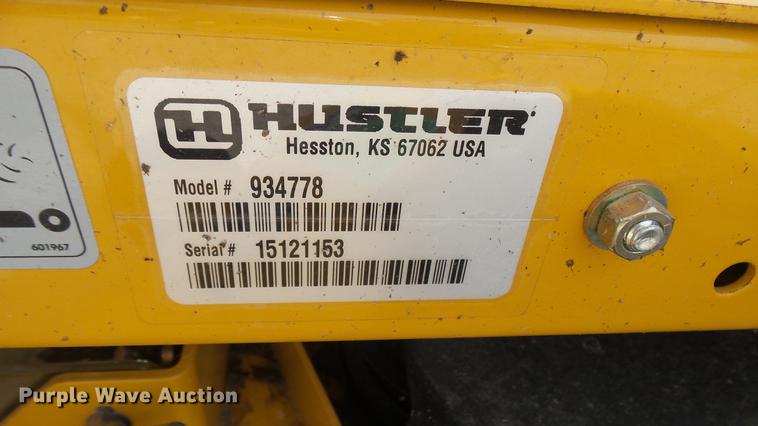 H HUSTLER
Hesston, KS 67062 USA
Model # 934778
Serial # 15121153
601967
Purple Wave Auction